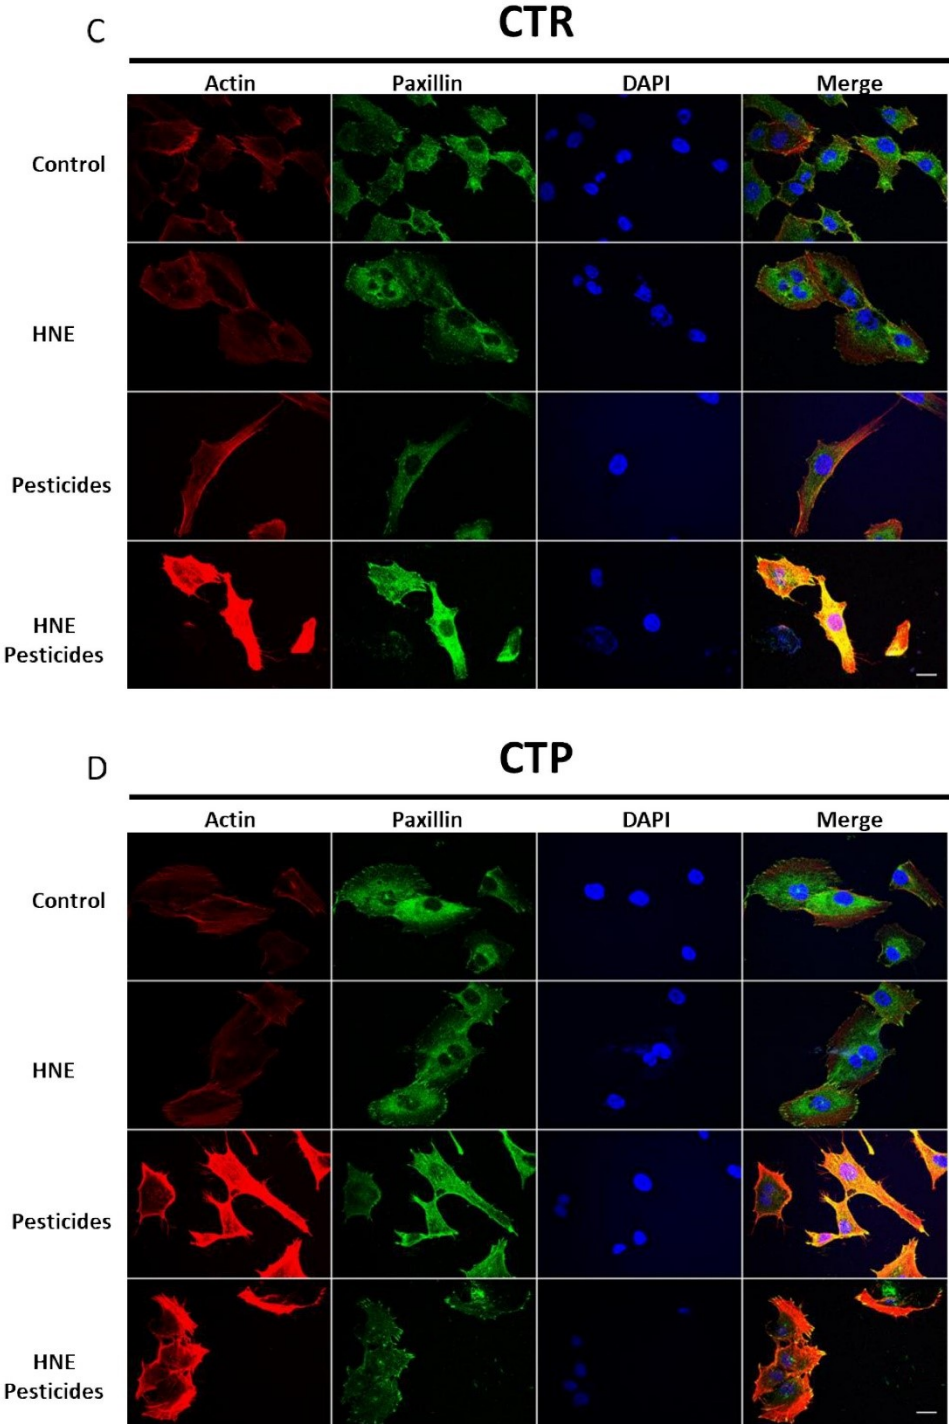 C
CTR
Actin Paxillin DAPI Merge
Control
HNE
Pesticides
HNE
Pesticides
D
CTP
Actin Paxillin DAPI Merge
Control
HNE
Pesticides
HNE
Pesticides